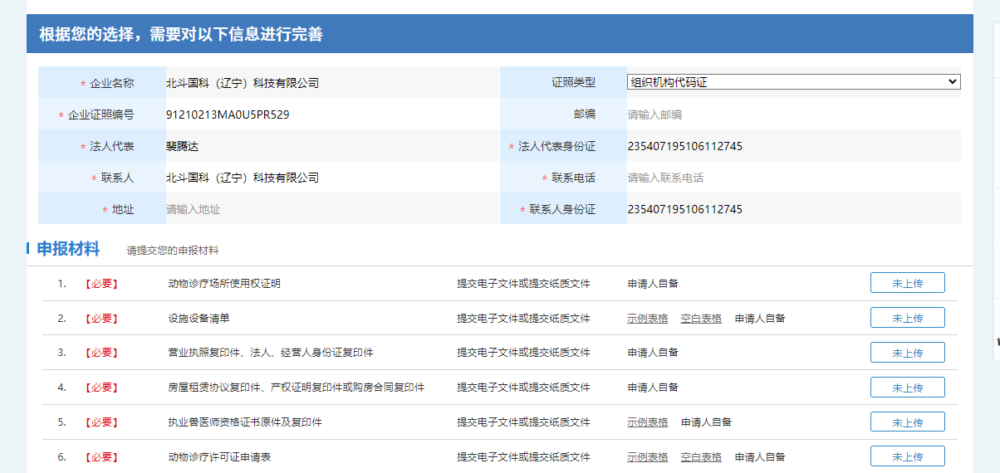 根据您的选择，需要对以下信息进行完善
* 企业名称 北斗国科（辽宁）科技有限公司 证照类型 组织机构代码证
* 企业证照编号 91210213MA0U5PR529 邮编 请输入邮编
* 法人代表 裴腾达 * 法人代表身份证 235407195106112745
* 联系人 北斗国科（辽宁）科技有限公司 * 联系电话 请输入联系电话
* 地址 请输入地址 * 联系人身份证 235407195106112745
申报材料 请提交您的申报材料
1. 【必要】 动物诊疗场所使用权证明 提交电子文件或提交纸质文件 申请人自备 未上传
2. 【必要】 设施设备清单 提交电子文件或提交纸质文件 示例表格 空白表格 申请人自备 未上传
3. 【必要】 营业执照复印件、法人、经营人身份证复印件 提交电子文件或提交纸质文件 申请人自备 未上传
4. 【必要】 房屋租赁协议复印件、产权证明复印件或购房合同复印件 提交电子文件或提交纸质文件 申请人自备 未上传
5. 【必要】 执业兽医师资格证书原件及复印件 提交电子文件或提交纸质文件 示例表格 申请人自备 未上传
6. 【必要】 动物诊疗许可证申请表 提交电子文件或提交纸质文件 示例表格 空白表格 申请人自备 未上传